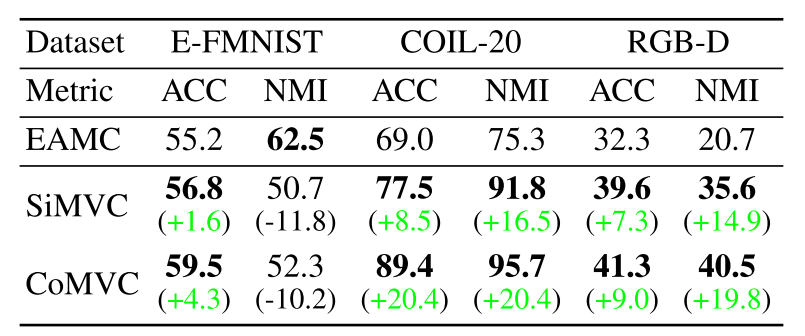 Dataset E-FMNIST COIL-20 RGB-D
Metric ACC NMI ACC NMI ACC NMI
EAMC 55.2 62.5 69.0 75.3 32.3 20.7
SiMVC 56.8 50.7 77.5 91.8 39.6 35.6
(+1.6) (-11.8) (+8.5) (+16.5) (+7.3) (+14.9)
CoMVC 59.5 52.3 89.4 95.7 41.3 40.5
(+4.3) (-10.2) (+20.4) (+20.4) (+9.0) (+19.8)